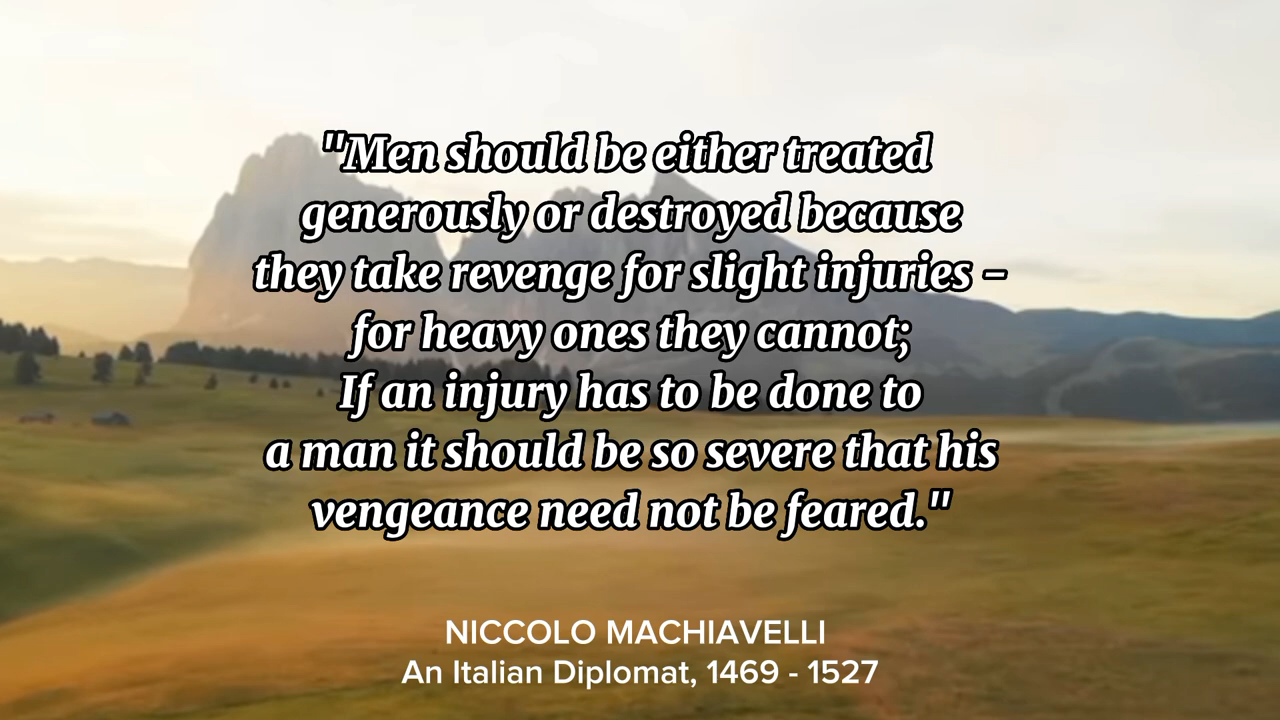 "Men should be either treated
generously or destroyed because
they take revenge for slight injuries -
for heavy ones they cannot;
If an injury has to be done to
a man it should be so severe that his
vengeance need not be feared."
NICCOLO MACHIAVELLI
An Italian Diplomat, 1469 - 1527